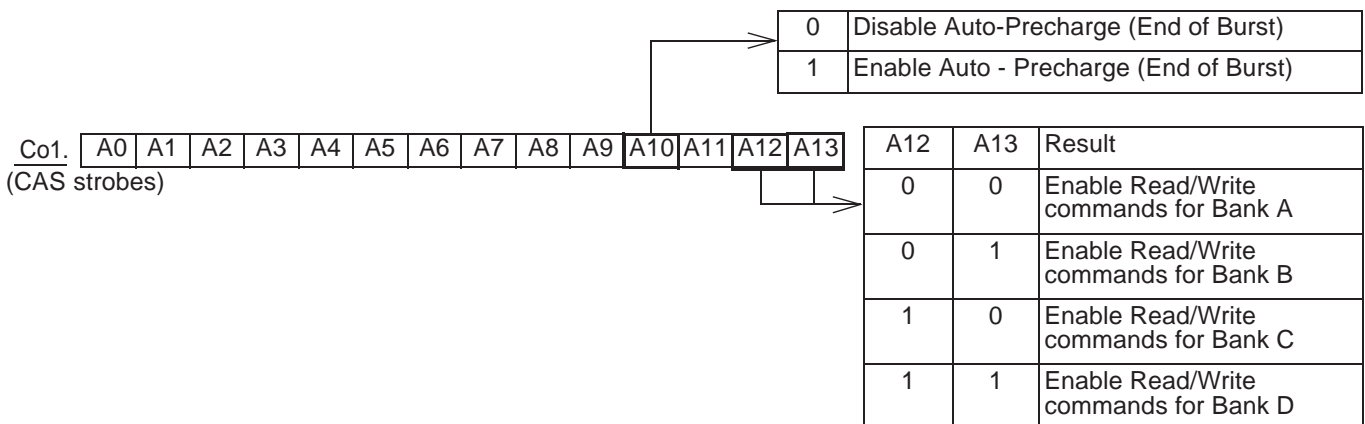 0 Disable Auto-Precharge (End of Burst)
1 Enable Auto - Precharge (End of Burst)
Co1. A0 A1 A2 A3 A4 A5 A6 A7 A8 A9 A10 A11 A12 A13
(CAS strobes)
A12 A13 Result
0 0 Enable Read/Write
commands for Bank A
0 1 Enable Read/Write
commands for Bank B
1 0 Enable Read/Write
commands for Bank C
1 1 Enable Read/Write
commands for Bank D